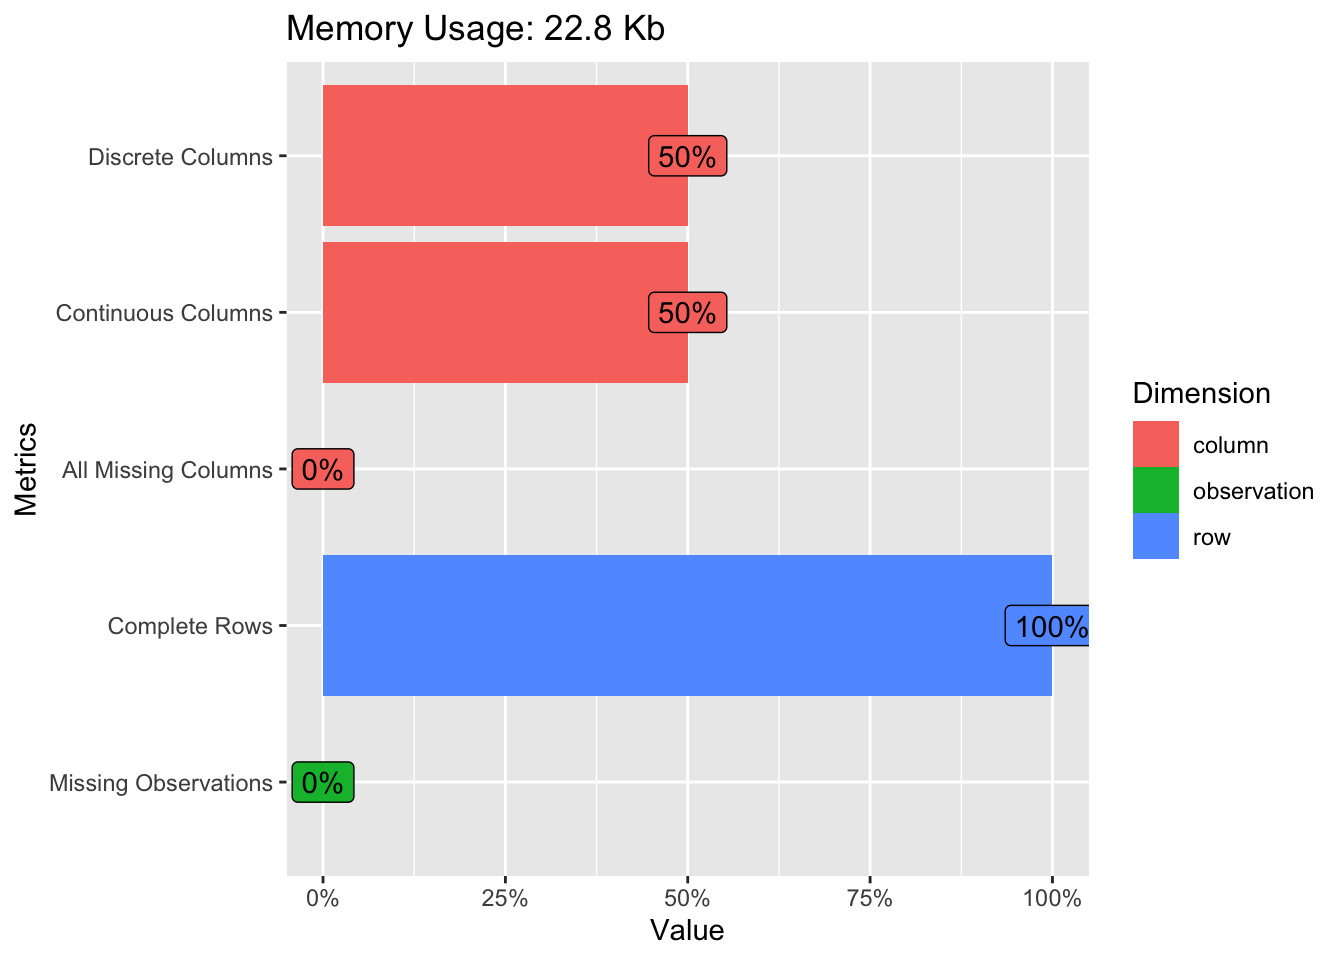 Memory Usage: 22.8 Kb
Discrete Columns
50%
Continuous Columns
50%
All Missing Columns
0%
Complete Rows
100%
Missing Observations
0%
Metrics
0%
25%
50%
75%
100%
Value
Dimension
column
observation
row